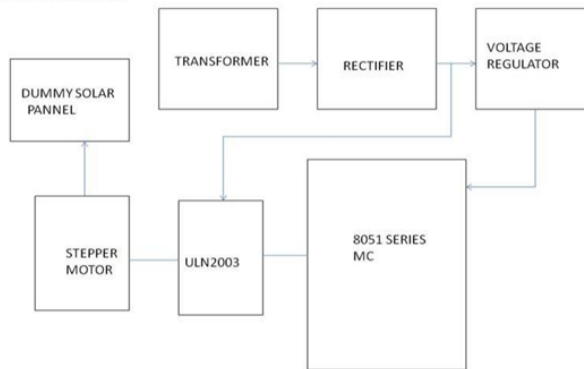 TRANSFORMER
RECTIFIER
VOLTAGE
REGULATOR
DUMMY SOLAR
PANNEL
STEPPER
MOTOR
ULN2003
8051 SERIES
MC